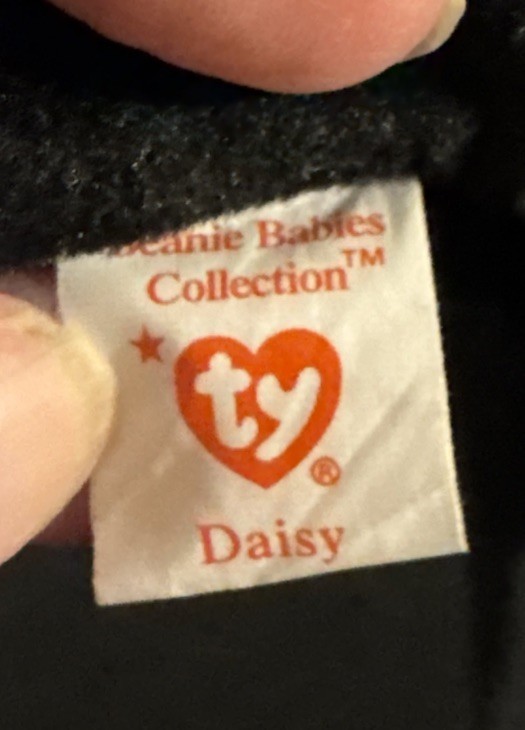 Beanie Babies
Collection™
ty®
Daisy